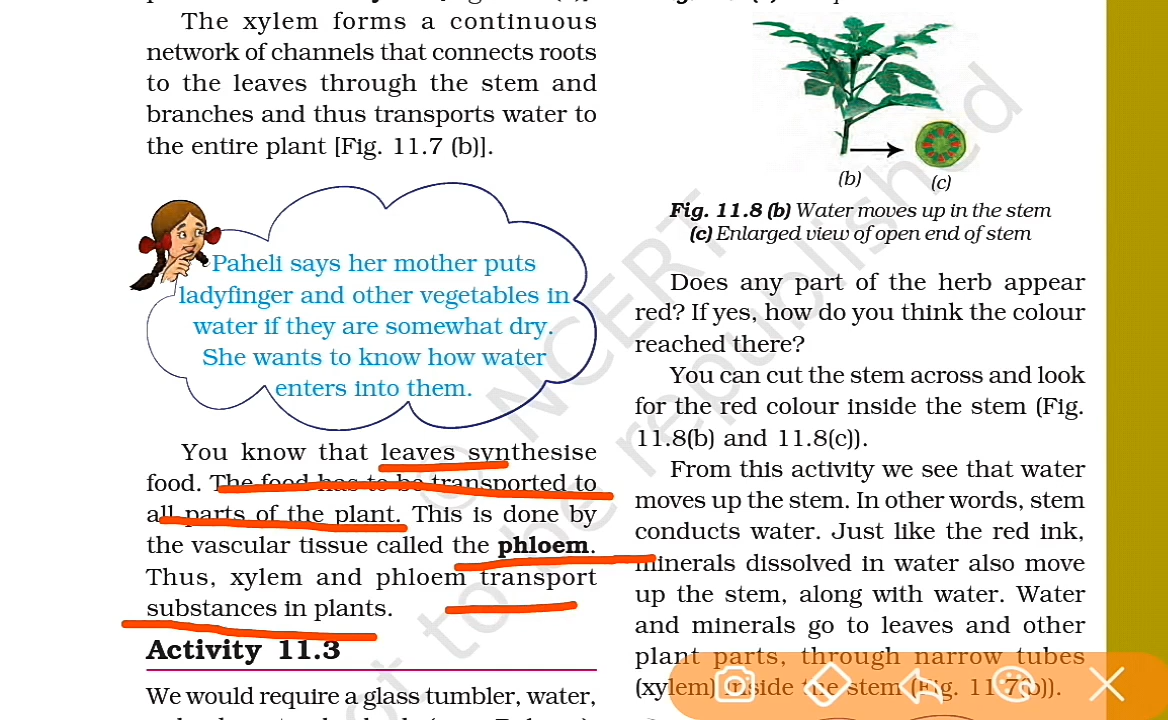 The xylem forms a continuous
network of channels that connects roots
to the leaves through the stem and
branches and thus transports water to
the entire plant [Fig. 11.7 (b)].
Paheli says her mother puts
ladyfinger and other vegetables in
water if they are somewhat dry.
She wants to know how water
enters into them.
You know that leaves synthesise
food. The food has to be transported to
all parts of the plant. This is done by
the vascular tissue called the phloem.
Thus, xylem and phloem transport
substances in plants.
Activity 11.3
We would require a glass tumbler, water,
(b)
(c)
Fig. 11.8 (b) Water moves up in the stem
(c) Enlarged view of open end of stem
Does any part of the herb appear
red? If yes, how do you think the colour
reached there?
You can cut the stem across and look
for the red colour inside the stem (Fig.
11.8(b) and 11.8(c)).
From this activity we see that water
moves up the stem. In other words, stem
conducts water. Just like the red ink,
minerals dissolved in water also move
up the stem, along with water. Water
and minerals go to leaves and other
plant parts, through narrow tubes
(xylem) inside the stem (Fig. 11.7(b)).
© NCERT
not to be republished